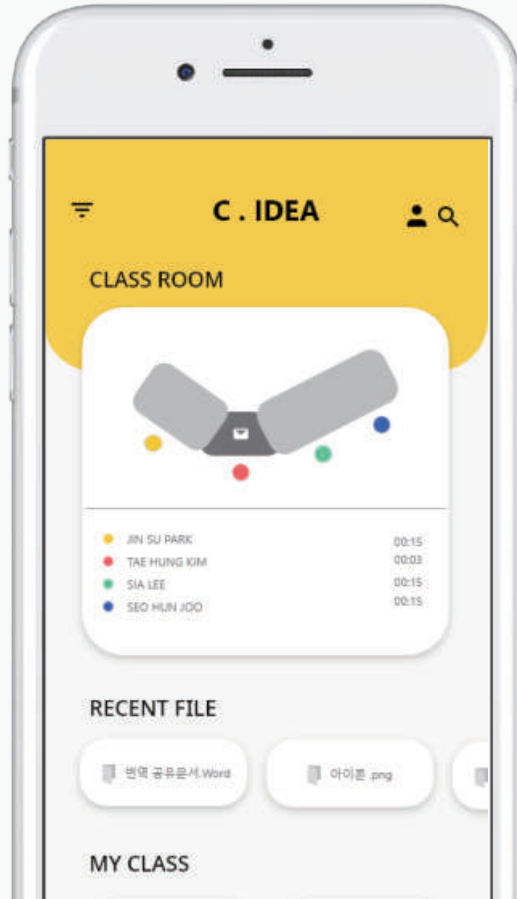 C . IDEA
CLASS ROOM
JIN SU PARK 00:15
TAE HUNG KIM 00:03
SIA LEE 00:15
SEO HUN JOO 00:15
RECENT FILE
번역 공유문서.Word
아이콘 .png
MY CLASS